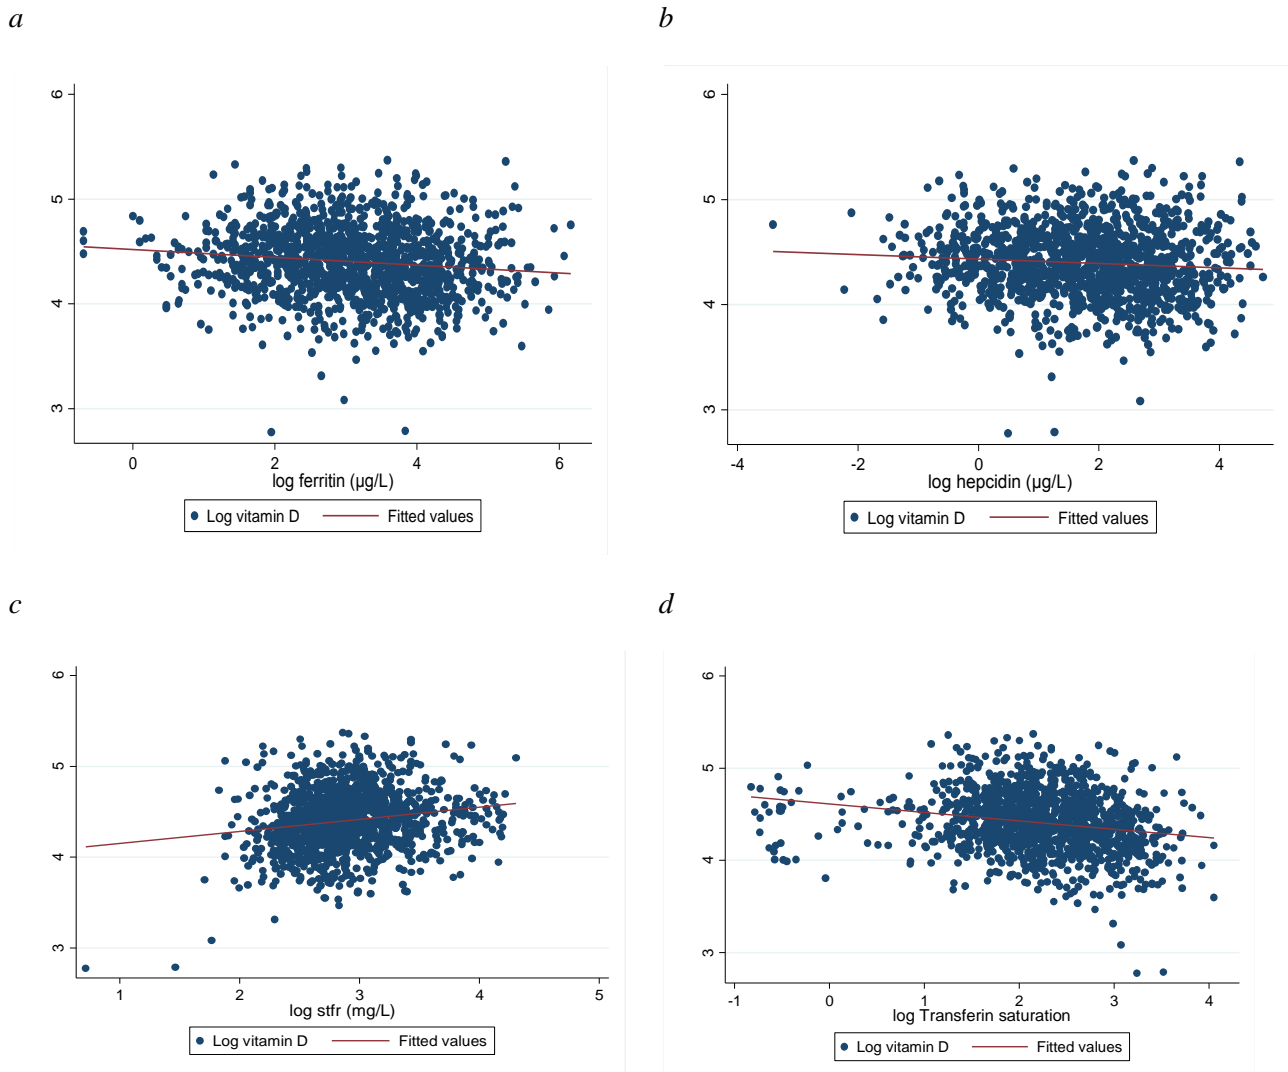 a
6
5
4
3
0 2 4 6
log ferritin (µg/L)
Log vitamin D Fitted values
b
6
5
4
3
-4 -2 0 2 4
log hepcidin (µg/L)
Log vitamin D Fitted values
c
6
5
4
3
1 2 3 4 5
log stfr (mg/L)
Log vitamin D Fitted values
d
6
5
4
3
-1 0 1 2 3 4
log Transferin saturation
Log vitamin D Fitted values